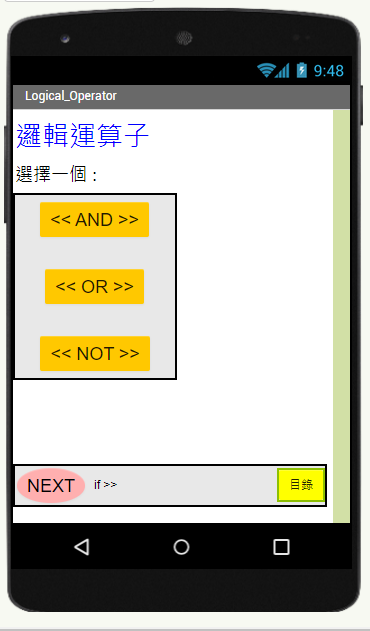 9:48
Logical_Operator
邏輯運算子
選擇一個：
<< AND >>
<< OR >>
<< NOT >>
NEXT if >> 目錄